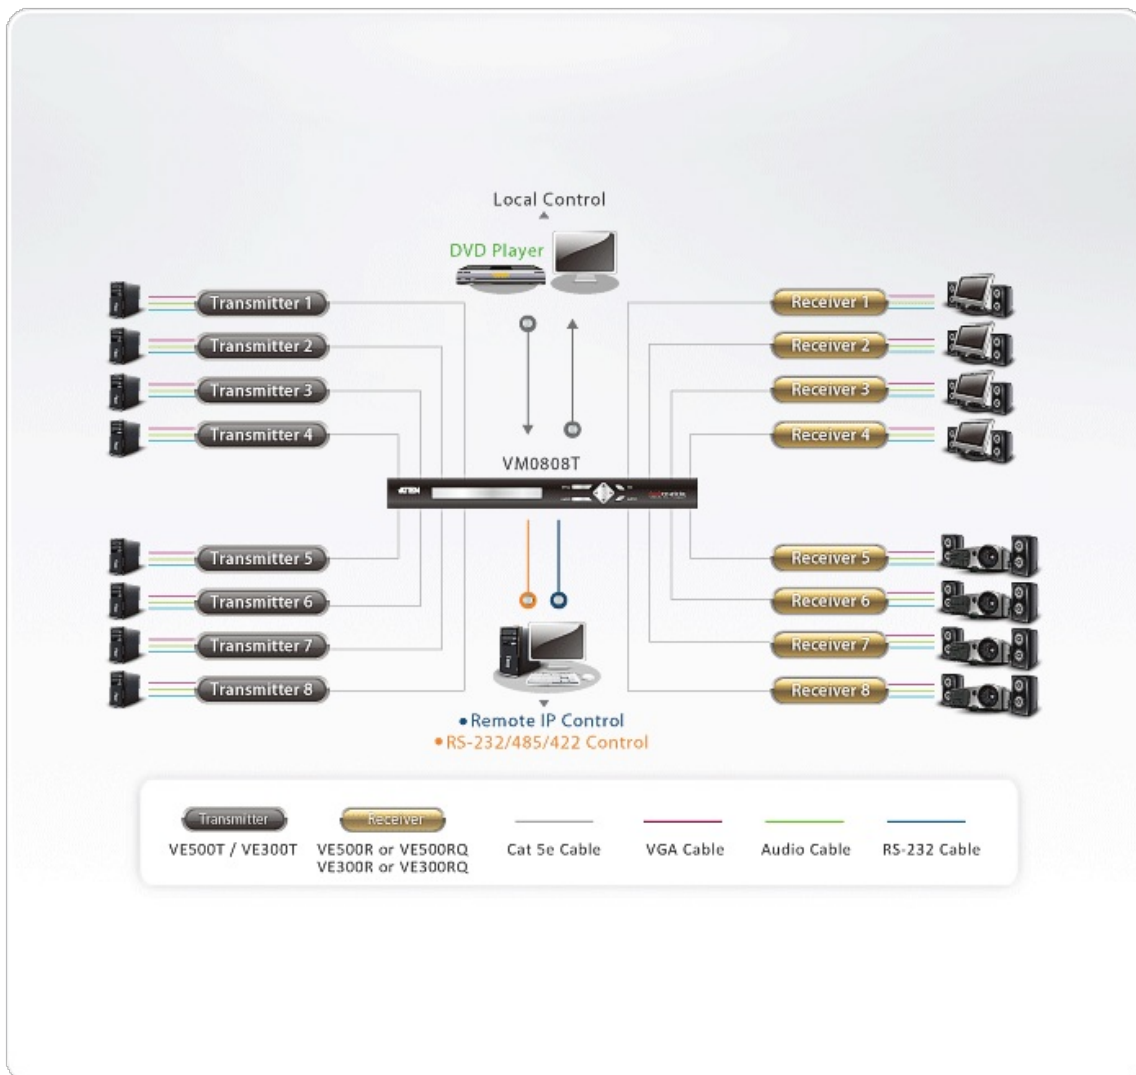 Local Control
DVD Player
Transmitter 1
Transmitter 2
Transmitter 3
Transmitter 4
Receiver 1
Receiver 2
Receiver 3
Receiver 4
VM0808T
ATEN
Transmitter 5
Transmitter 6
Transmitter 7
Transmitter 8
Receiver 5
Receiver 6
Receiver 7
Receiver 8
• Remote IP Control
• RS-232/485/422 Control
Transmitter
VE500T / VE300T
Receiver
VE500R or VE500RQ
VE300R or VE300RQ
Cat 5e Cable
VGA Cable
Audio Cable
RS-232 Cable